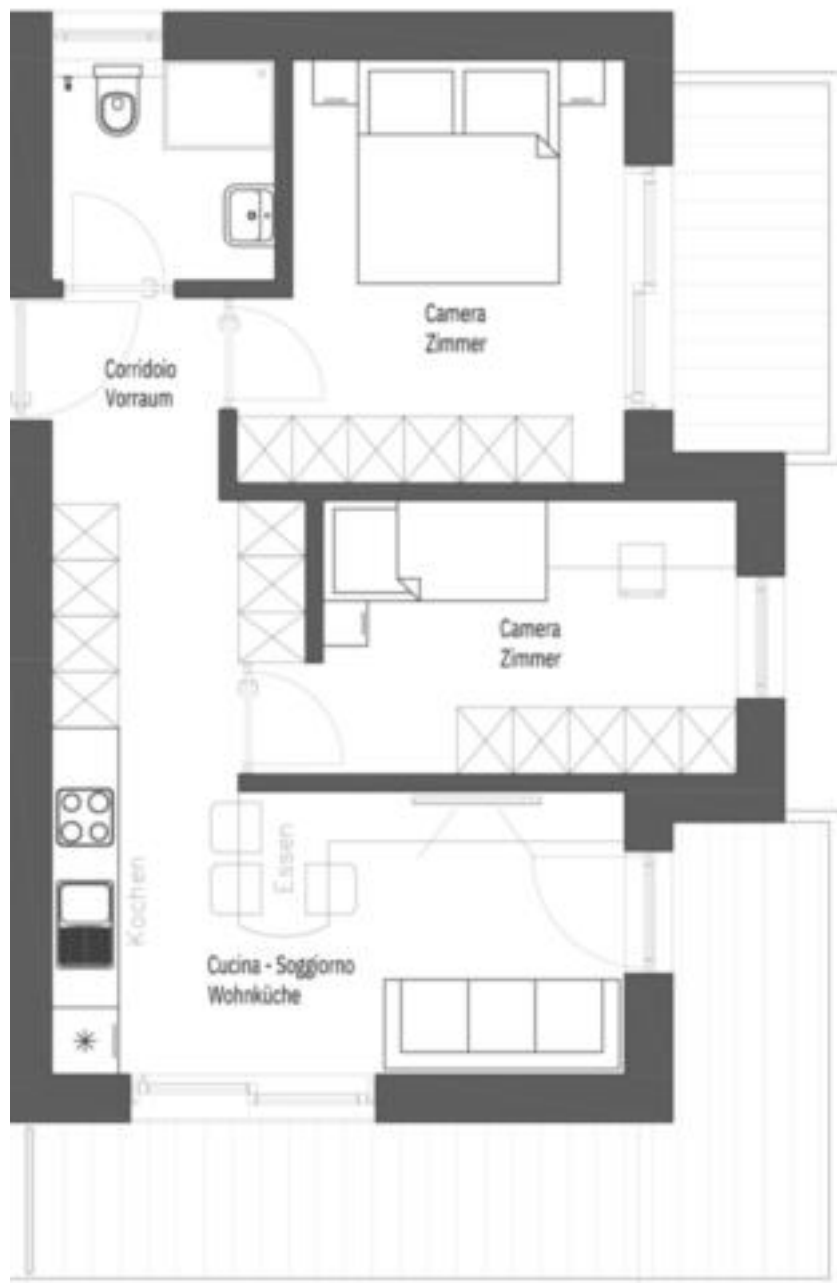 Camera
Zimmer
Corridoio
Vorraum
Camera
Zimmer
Kochen
Essen
Cucina - Soggiorno
Wohnküche